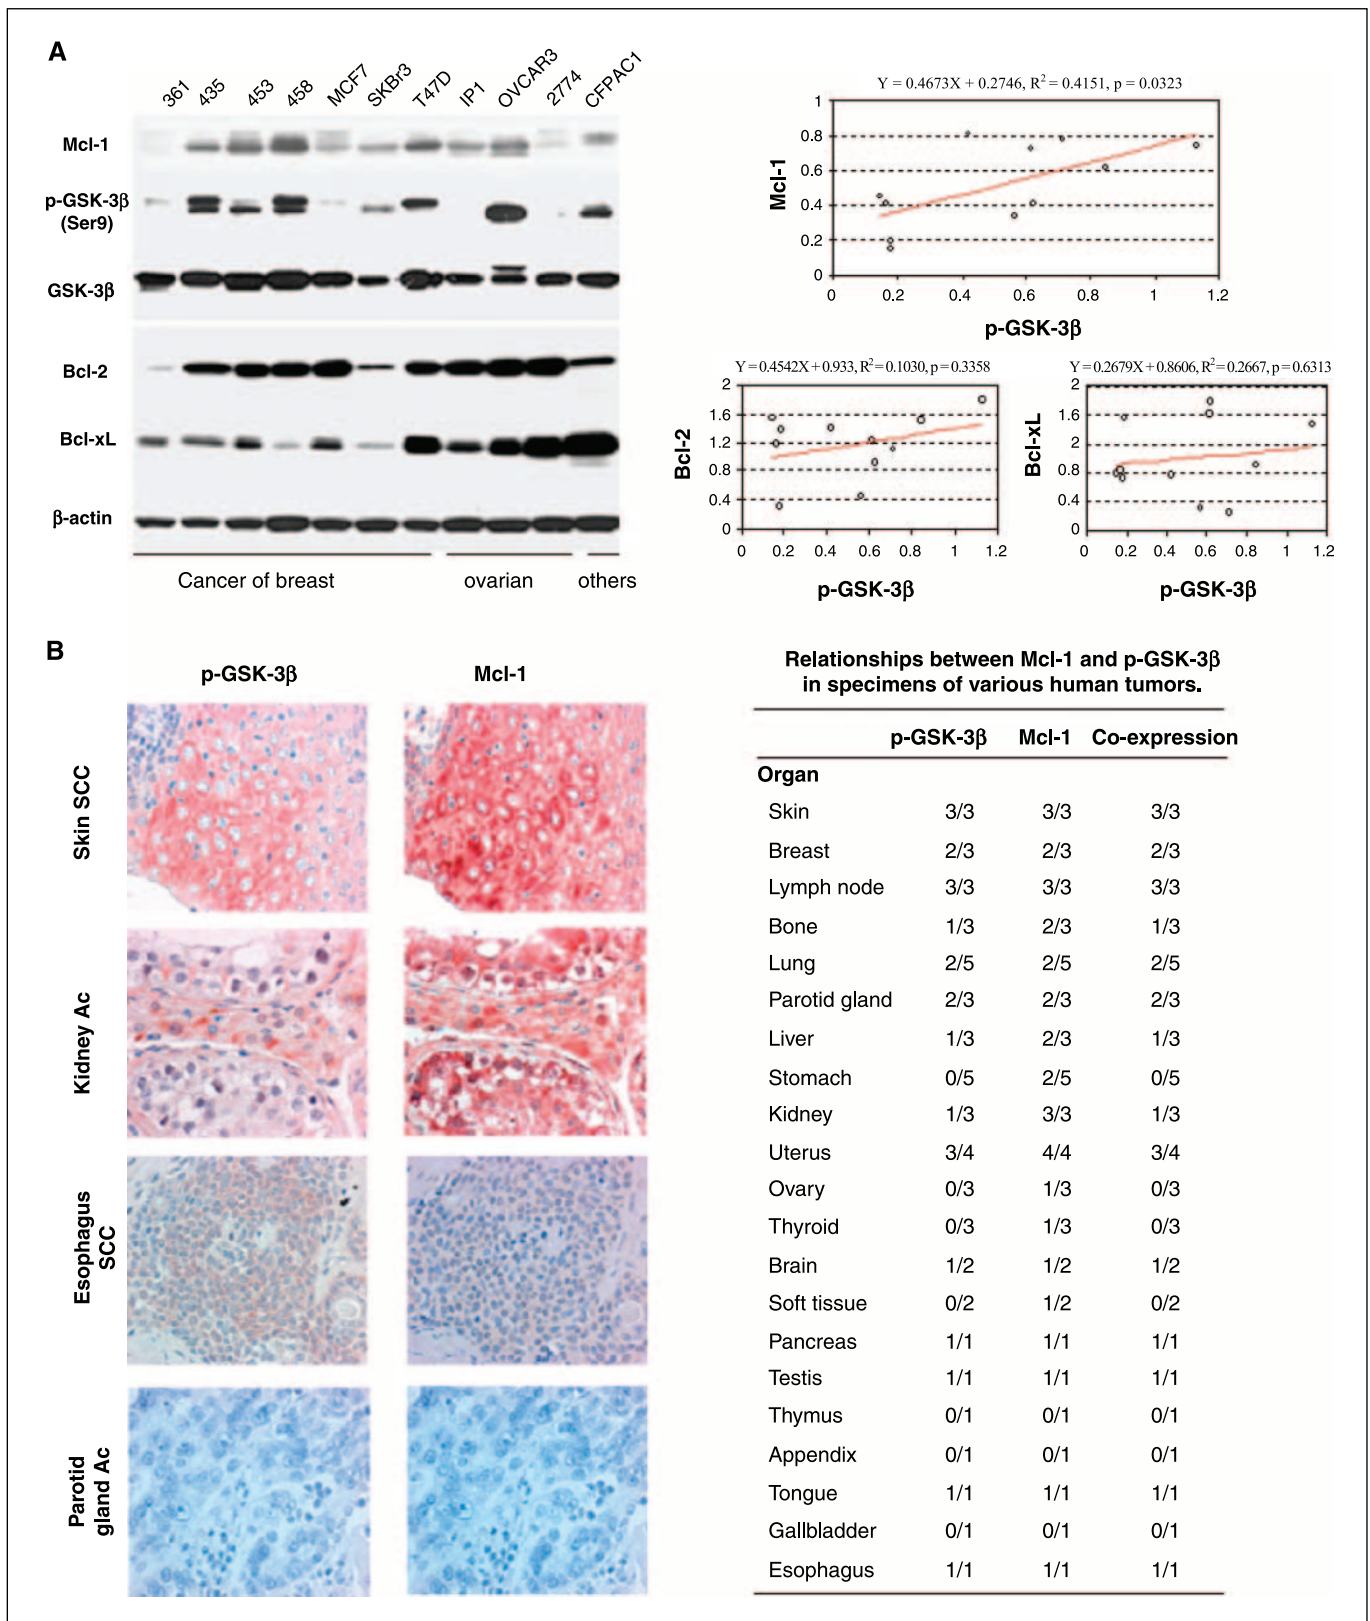 A
361 435 453 458 MCF7 SKBr3 T47D IP1 OVCAR3 2774 CFPAC1
Mcl-1
p-GSK-3β
(Ser9)
GSK-3β
Bcl-2
Bcl-xL
β-actin
Cancer of breast ovarian others
Y = 0.4673X + 0.2746, R2 = 0.4151, p = 0.0323
Mcl-1
1
0.8
0.6
0.4
0.2
0
0 0.2 0.4 0.6 0.8 1 1.2
p-GSK-3β
Y=0.4542X+0.933, R2=0.1030, p=0.3358
Bcl-2
2
1.6
1.2
0.8
0.4
0
0 0.2 0.4 0.6 0.8 1 1.2
p-GSK-3β
Y=0.2679X+0.8606, R2=0.2667, p=0.6313
Bcl-xL
2
1.6
2
0.8
0.4
0
0 0.2 0.4 0.6 0.8 1 1.2
p-GSK-3β
B
p-GSK-3β Mcl-1
Skin SCC
Kidney Ac
Esophagus
SCC
Parotid
gland Ac
Relationships between Mcl-1 and p-GSK-3β
in specimens of various human tumors.
p-GSK-3β Mcl-1 Co-expression
Organ
Skin 3/3 3/3 3/3
Breast 2/3 2/3 2/3
Lymph node 3/3 3/3 3/3
Bone 1/3 2/3 1/3
Lung 2/5 2/5 2/5
Parotid gland 2/3 2/3 2/3
Liver 1/3 2/3 1/3
Stomach 0/5 2/5 0/5
Kidney 1/3 3/3 1/3
Uterus 3/4 4/4 3/4
Ovary 0/3 1/3 0/3
Thyroid 0/3 1/3 0/3
Brain 1/2 1/2 1/2
Soft tissue 0/2 1/2 0/2
Pancreas 1/1 1/1 1/1
Testis 1/1 1/1 1/1
Thymus 0/1 0/1 0/1
Appendix 0/1 0/1 0/1
Tongue 1/1 1/1 1/1
Gallbladder 0/1 0/1 0/1
Esophagus 1/1 1/1 1/1